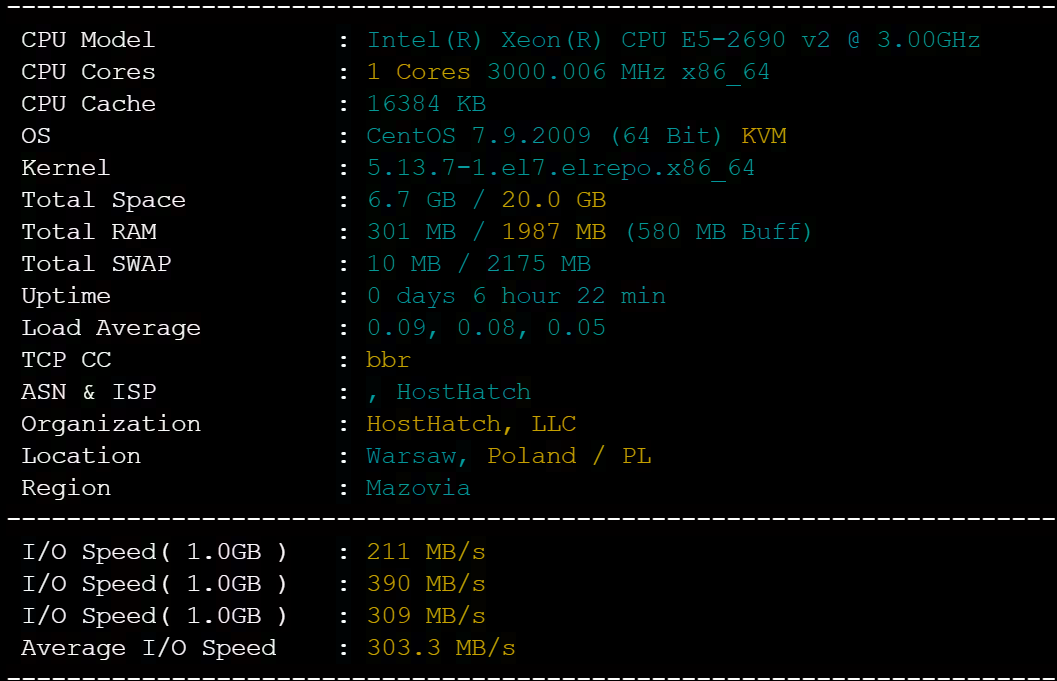 ----------------------------------------------------------------------
CPU Model            : Intel(R) Xeon(R) CPU E5-2690 v2 @ 3.00GHz
CPU Cores            : 1 Cores 3000.006 MHz x86_64
CPU Cache            : 16384 KB
OS                   : CentOS 7.9.2009 (64 Bit) KVM
Kernel               : 5.13.7-1.el7.elrepo.x86_64
Total Space          : 6.7 GB / 20.0 GB
Total RAM            : 301 MB / 1987 MB (580 MB Buff)
Total SWAP           : 10 MB / 2175 MB
Uptime               : 0 days 6 hour 22 min
Load Average         : 0.09, 0.08, 0.05
TCP CC               : bbr
ASN & ISP            : , HostHatch
Organization         : HostHatch, LLC
Location             : Warsaw, Poland / PL
Region               : Mazovia
----------------------------------------------------------------------
I/O Speed( 1.0GB )   : 211 MB/s
I/O Speed( 1.0GB )   : 390 MB/s
I/O Speed( 1.0GB )   : 309 MB/s
Average I/O Speed    : 303.3 MB/s
----------------------------------------------------------------------